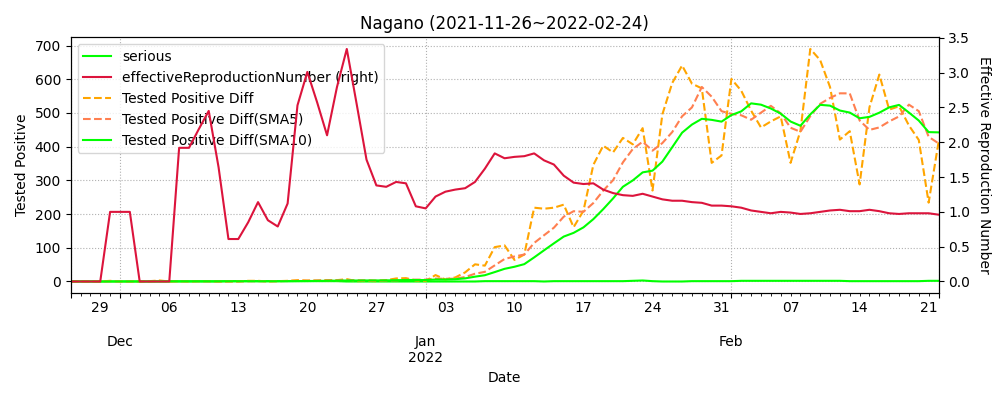 Nagano (2021-11-26~2022-02-24)
serious
effectiveReproductionNumber (right)
Tested Positive Diff
Tested Positive Diff(SMA5)
Tested Positive Diff(SMA10)
Tested Positive
700
600
500
400
300
200
100
0
3.5
3.0
2.5
2.0
1.5
1.0
0.5
0.0
Effective Reproduction Number
29 06 13 20 27 03 10 17 24 31 07 14 21
Dec Jan Feb
2022
Date